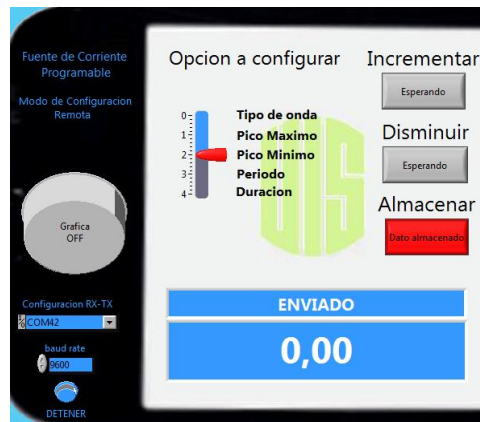 Fuente de Corriente
Programable
Modo de Configuracion
Remota
Grafica
OFF
Configuracion RX-TX
COM42
baud rate
9600
DETENER
Opcion a configurar
0
1
2
3
4
Tipo de onda
Pico Maximo
Pico Minimo
Periodo
Duracion
Incrementar
Esperando
Disminuir
Esperando
Almacenar
Dato almacenado
UIS
ENVIADO
0,00